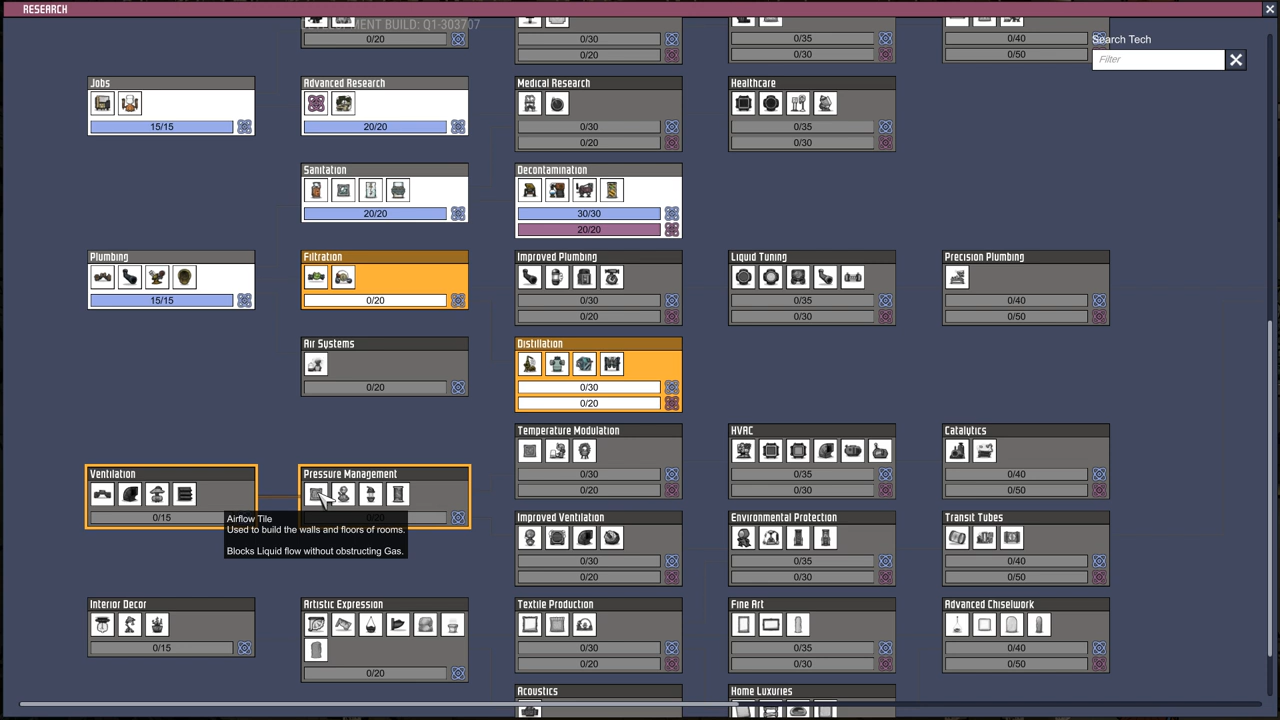 RESEARCH
DEVELOPMENT BUILD: Q1-303707
0/20
0/30
0/20
0/35
0/30
0/40
0/50
Search Tech
Filter
Jobs
15/15
Advanced Research
20/20
Medical Research
0/30
0/20
Healthcare
0/35
0/30
Sanitation
20/20
Decontamination
30/30
20/20
Plumbing
15/15
Filtration
0/20
Improved Plumbing
0/30
0/20
Liquid Tuning
0/35
0/30
Precision Plumbing
0/40
0/50
Air Systems
0/20
Distillation
0/30
0/20
Temperature Modulation
0/30
0/20
HVAC
0/35
0/30
Catalytics
0/40
0/50
Ventilation
0/15
Pressure Management
0/20
Airflow Tile
Used to build the walls and floors of rooms.
Blocks Liquid flow without obstructing Gas.
Improved Ventilation
0/30
0/20
Environmental Protection
0/35
0/30
Transit Tubes
0/40
0/50
Interior Decor
0/15
Artistic Expression
0/20
Textile Production
0/30
0/20
Fine Art
0/35
0/30
Advanced Chiselwork
0/40
0/50
Acoustics
Home Luxuries